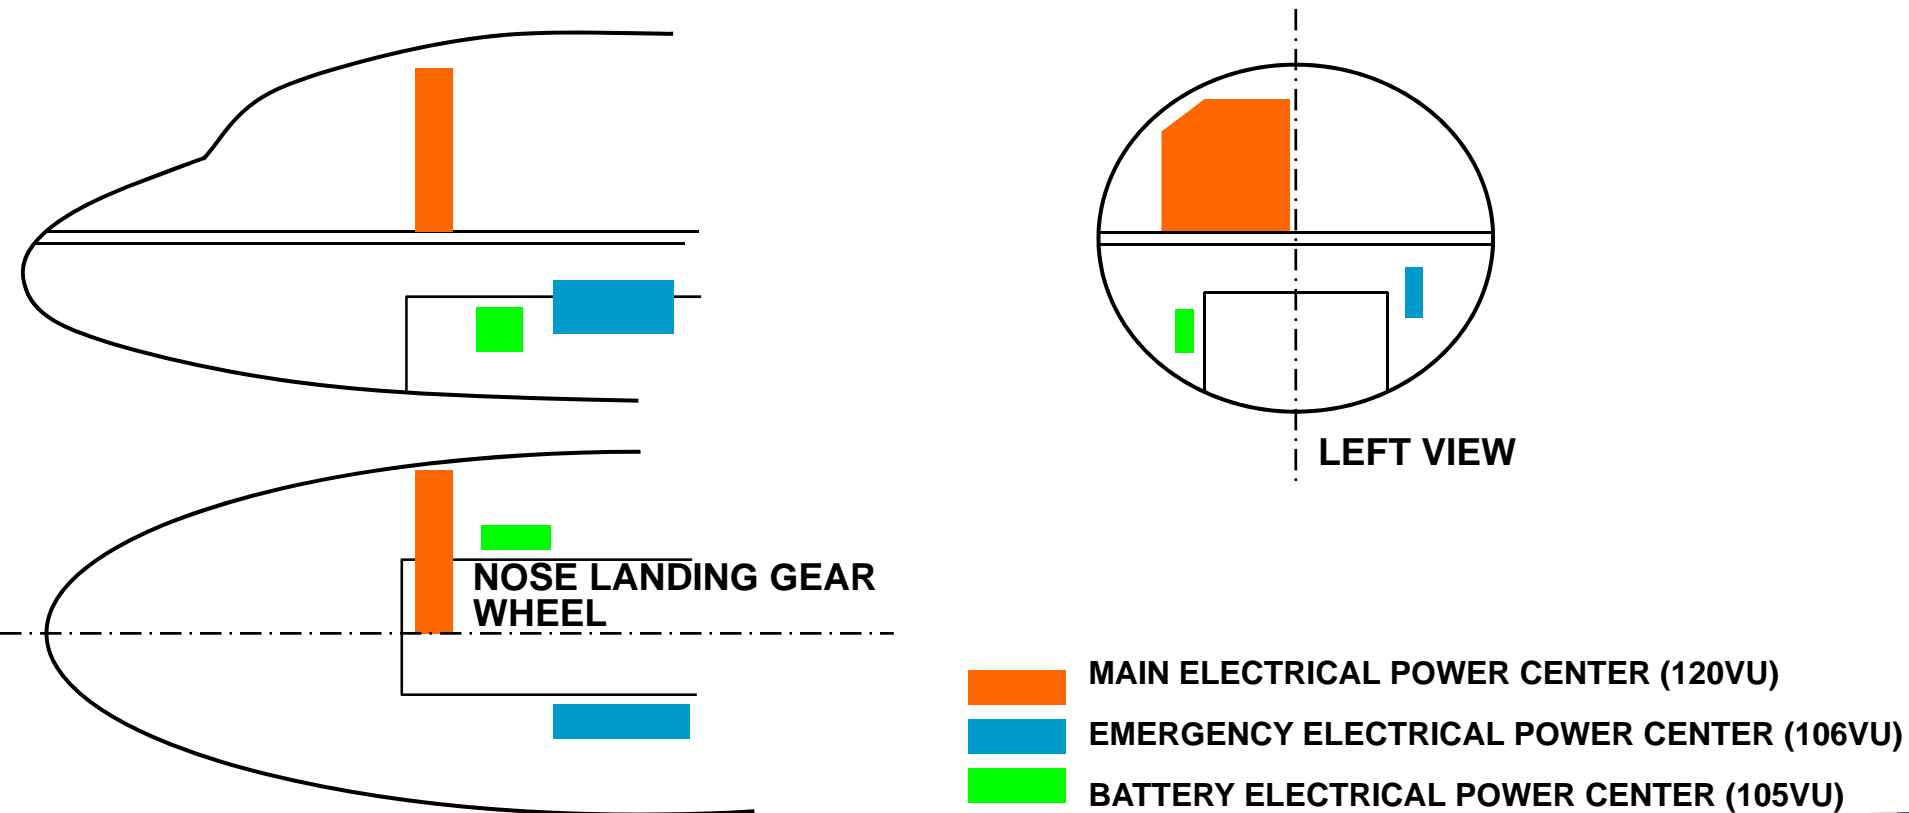 LEFT VIEW
NOSE LANDING GEAR
WHEEL
MAIN ELECTRICAL POWER CENTER (120VU)
EMERGENCY ELECTRICAL POWER CENTER (106VU)
BATTERY ELECTRICAL POWER CENTER (105VU)